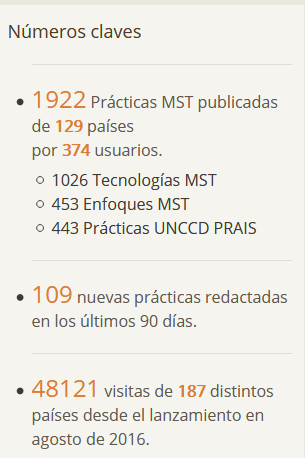 Números claves
1922 Prácticas MST publicadas
de 129 países
por 374 usuarios.
1026 Tecnologías MST
453 Enfoques MST
443 Prácticas UNCCD PRAIS
109 nuevas prácticas redactadas
en los últimos 90 días.
48121 visitas de 187 distintos
países desde el lanzamiento en
agosto de 2016.